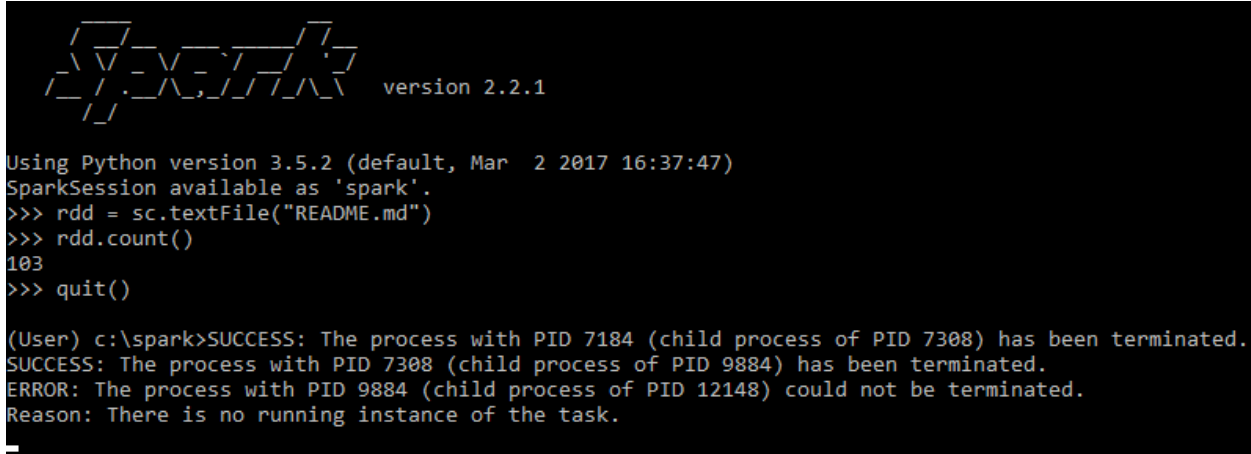 Spark version 2.2.1
Using Python version 3.5.2 (default, Mar  2 2017 16:37:47)
SparkSession available as 'spark'.
>>> rdd = sc.textFile("README.md")
>>> rdd.count()
103
>>> quit()
(User) c:\spark>SUCCESS: The process with PID 7184 (child process of PID 7308) has been terminated.
SUCCESS: The process with PID 7308 (child process of PID 9884) has been terminated.
ERROR: The process with PID 9884 (child process of PID 12148) could not be terminated.
Reason: There is no running instance of the task.